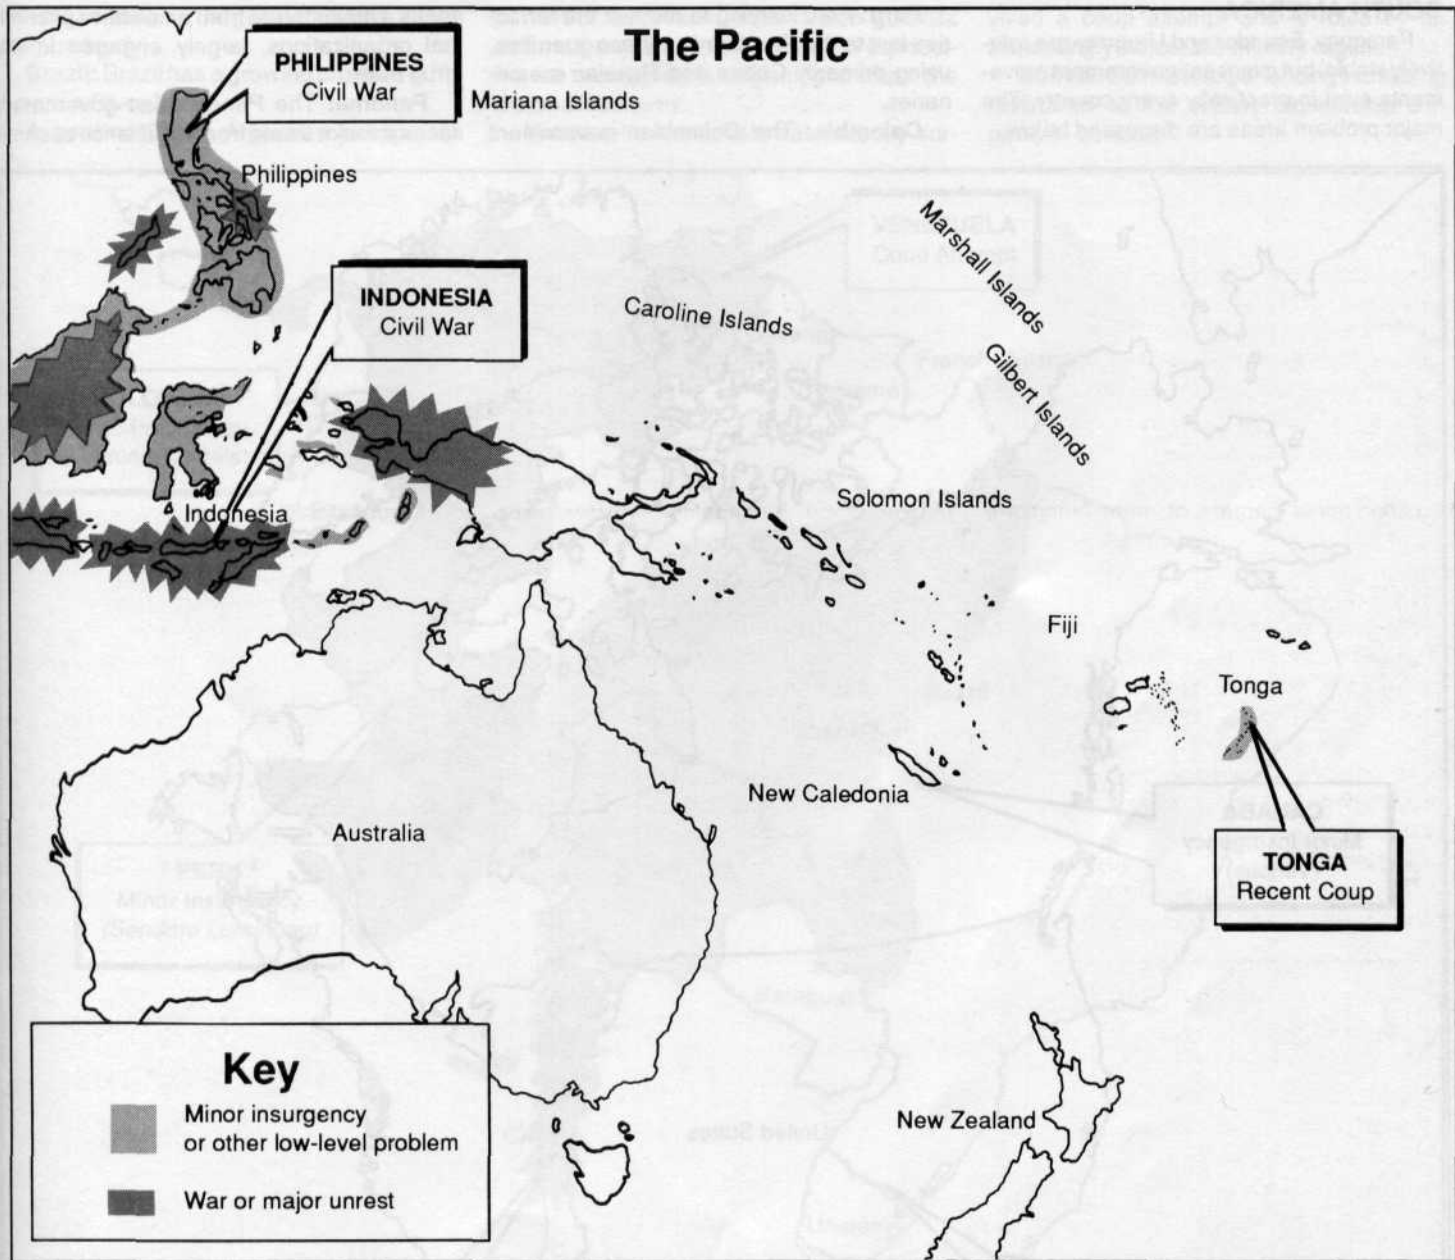 The Pacific
PHILIPPINES
Civil War
Mariana Islands
Philippines
Marshall Islands
INDONESIA
Civil War
Caroline Islands
Gilbert Islands
Solomon Islands
Indonesia
Fiji
Tonga
New Caledonia
Australia
TONGA
Recent Coup
Key
Minor insurgency
or other low-level problem
War or major unrest
New Zealand